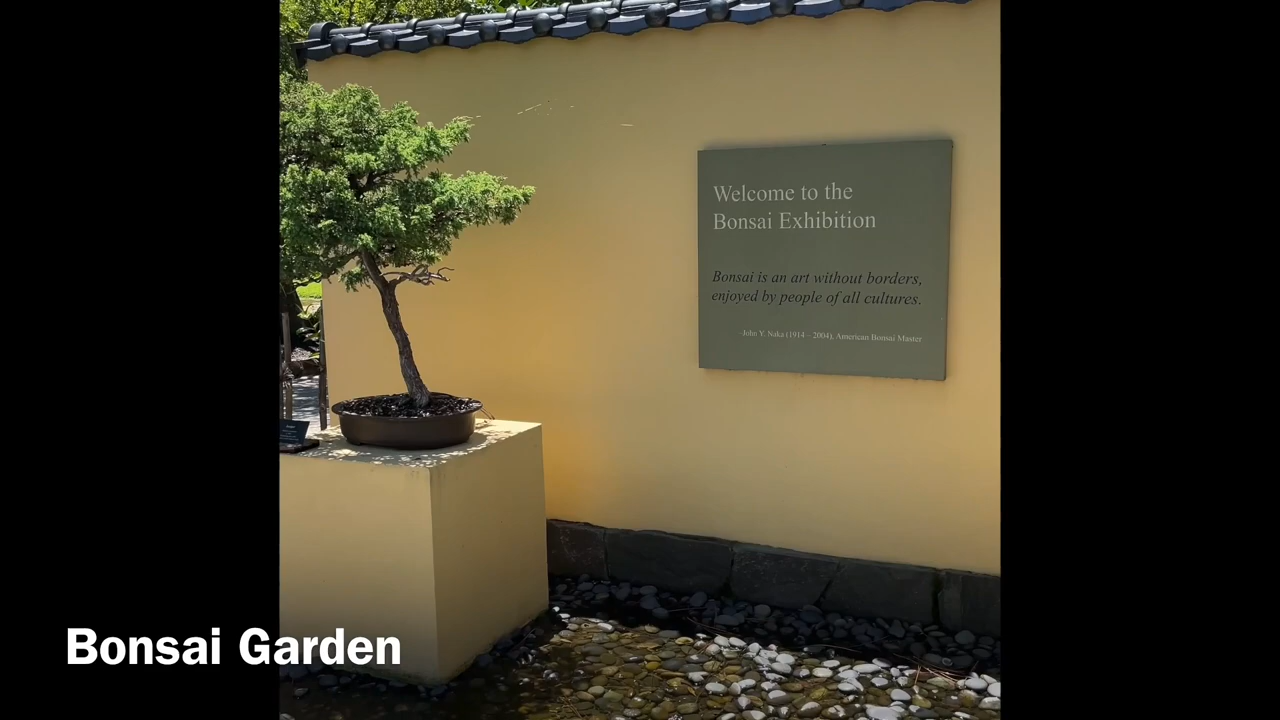 Welcome to the
Bonsai Exhibition
Bonsai is an art without borders,
enjoyed by people of all cultures.
-John Y. Naka (1914 – 2004), American Bonsai Master
Bonsai Garden